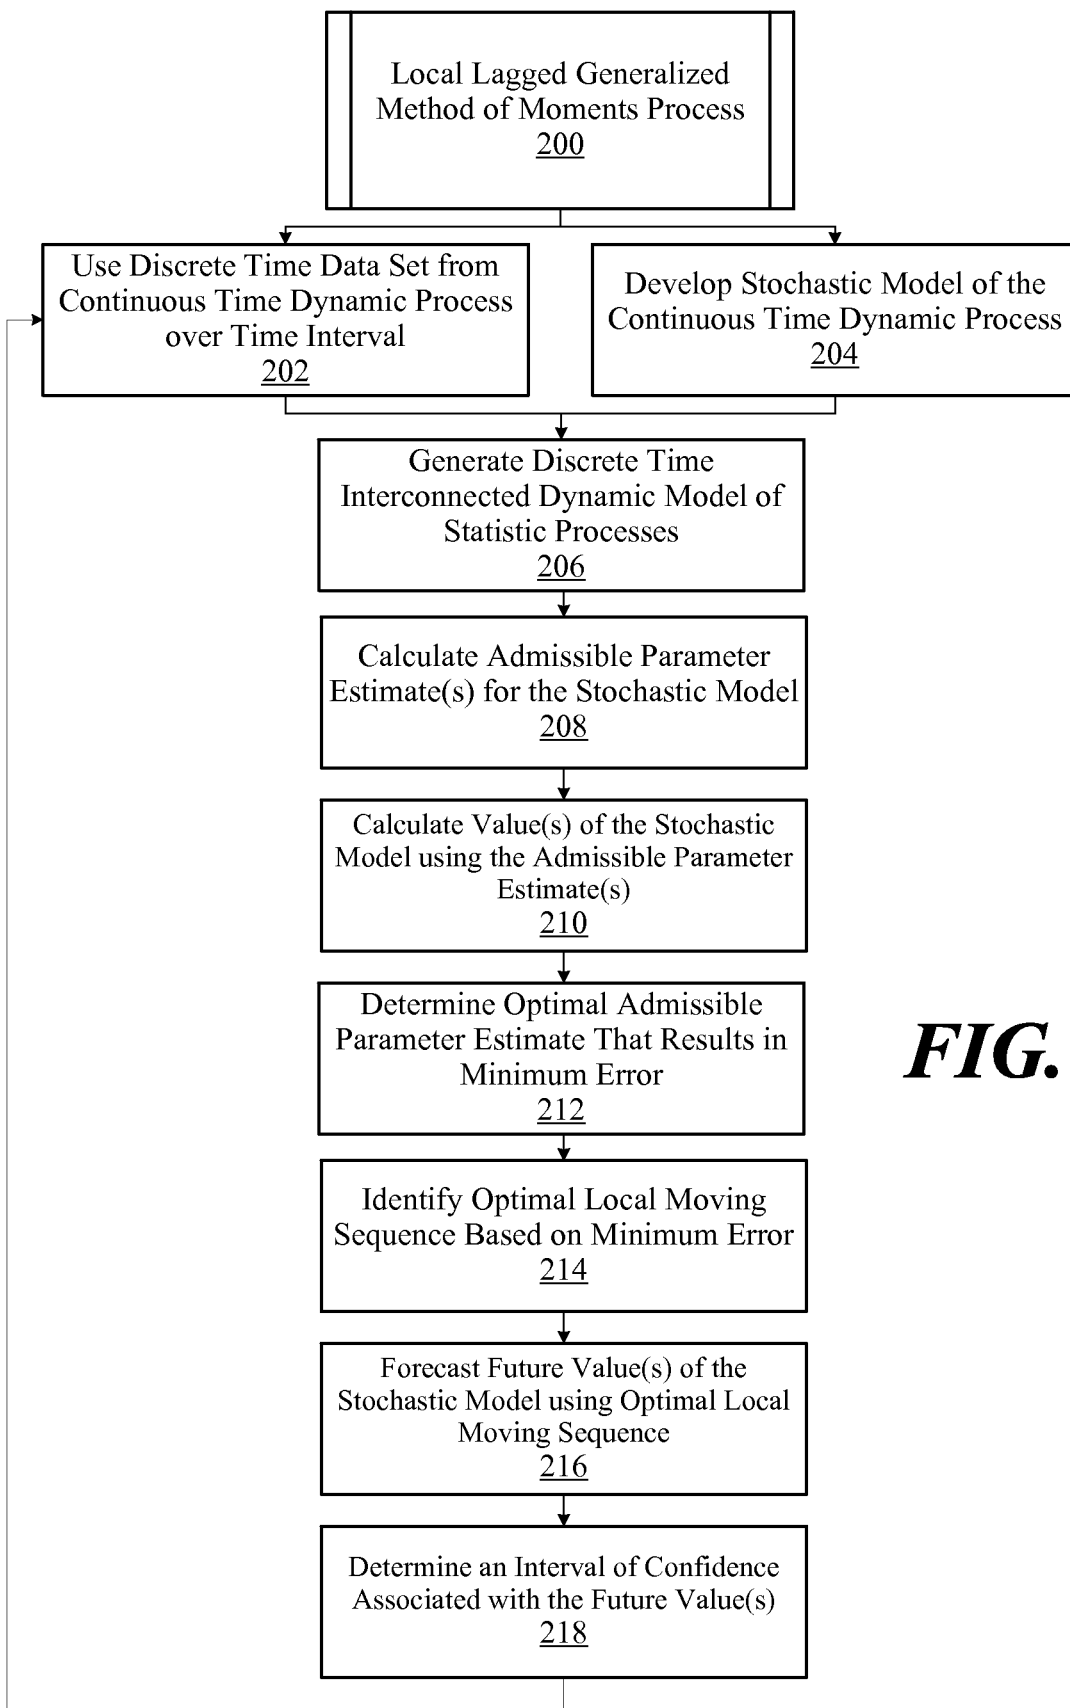 Local Lagged Generalized
Method of Moments Process
200
Use Discrete Time Data Set from
Continuous Time Dynamic Process
over Time Interval
202
Develop Stochastic Model of the
Continuous Time Dynamic Process
204
Generate Discrete Time
Interconnected Dynamic Model of
Statistic Processes
206
Calculate Admissible Parameter
Estimate(s) for the Stochastic Model
208
Calculate Value(s) of the Stochastic
Model using the Admissible Parameter
Estimate(s)
210
Determine Optimal Admissible
Parameter Estimate That Results in
Minimum Error
212
FIG.
Identify Optimal Local Moving
Sequence Based on Minimum Error
214
Forecast Future Value(s) of the
Stochastic Model using Optimal Local
Moving Sequence
216
Determine an Interval of Confidence
Associated with the Future Value(s)
218